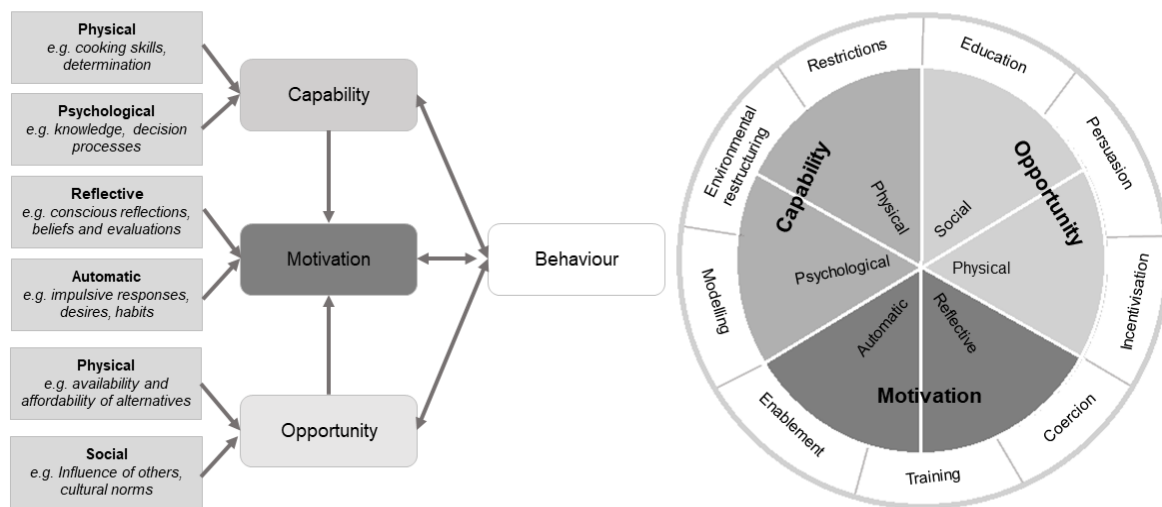 Physical
e.g. cooking skills,
determination
Psychological
e.g. knowledge, decision
processes
Reflective
e.g. conscious reflections,
beliefs and evaluations
Automatic
e.g. impulsive responses,
desires, habits
Physical
e.g. availability and
affordability of alternatives
Social
e.g. Influence of others,
cultural norms
Capability
Motivation
Opportunity
Behaviour
Restrictions
Education
Persuasion
Incentivisation
Coercion
Training
Enablement
Modelling
Environmental
restructuring
Capability
Physical
Psychological
Opportunity
Social
Physical
Motivation
Automatic
Reflective